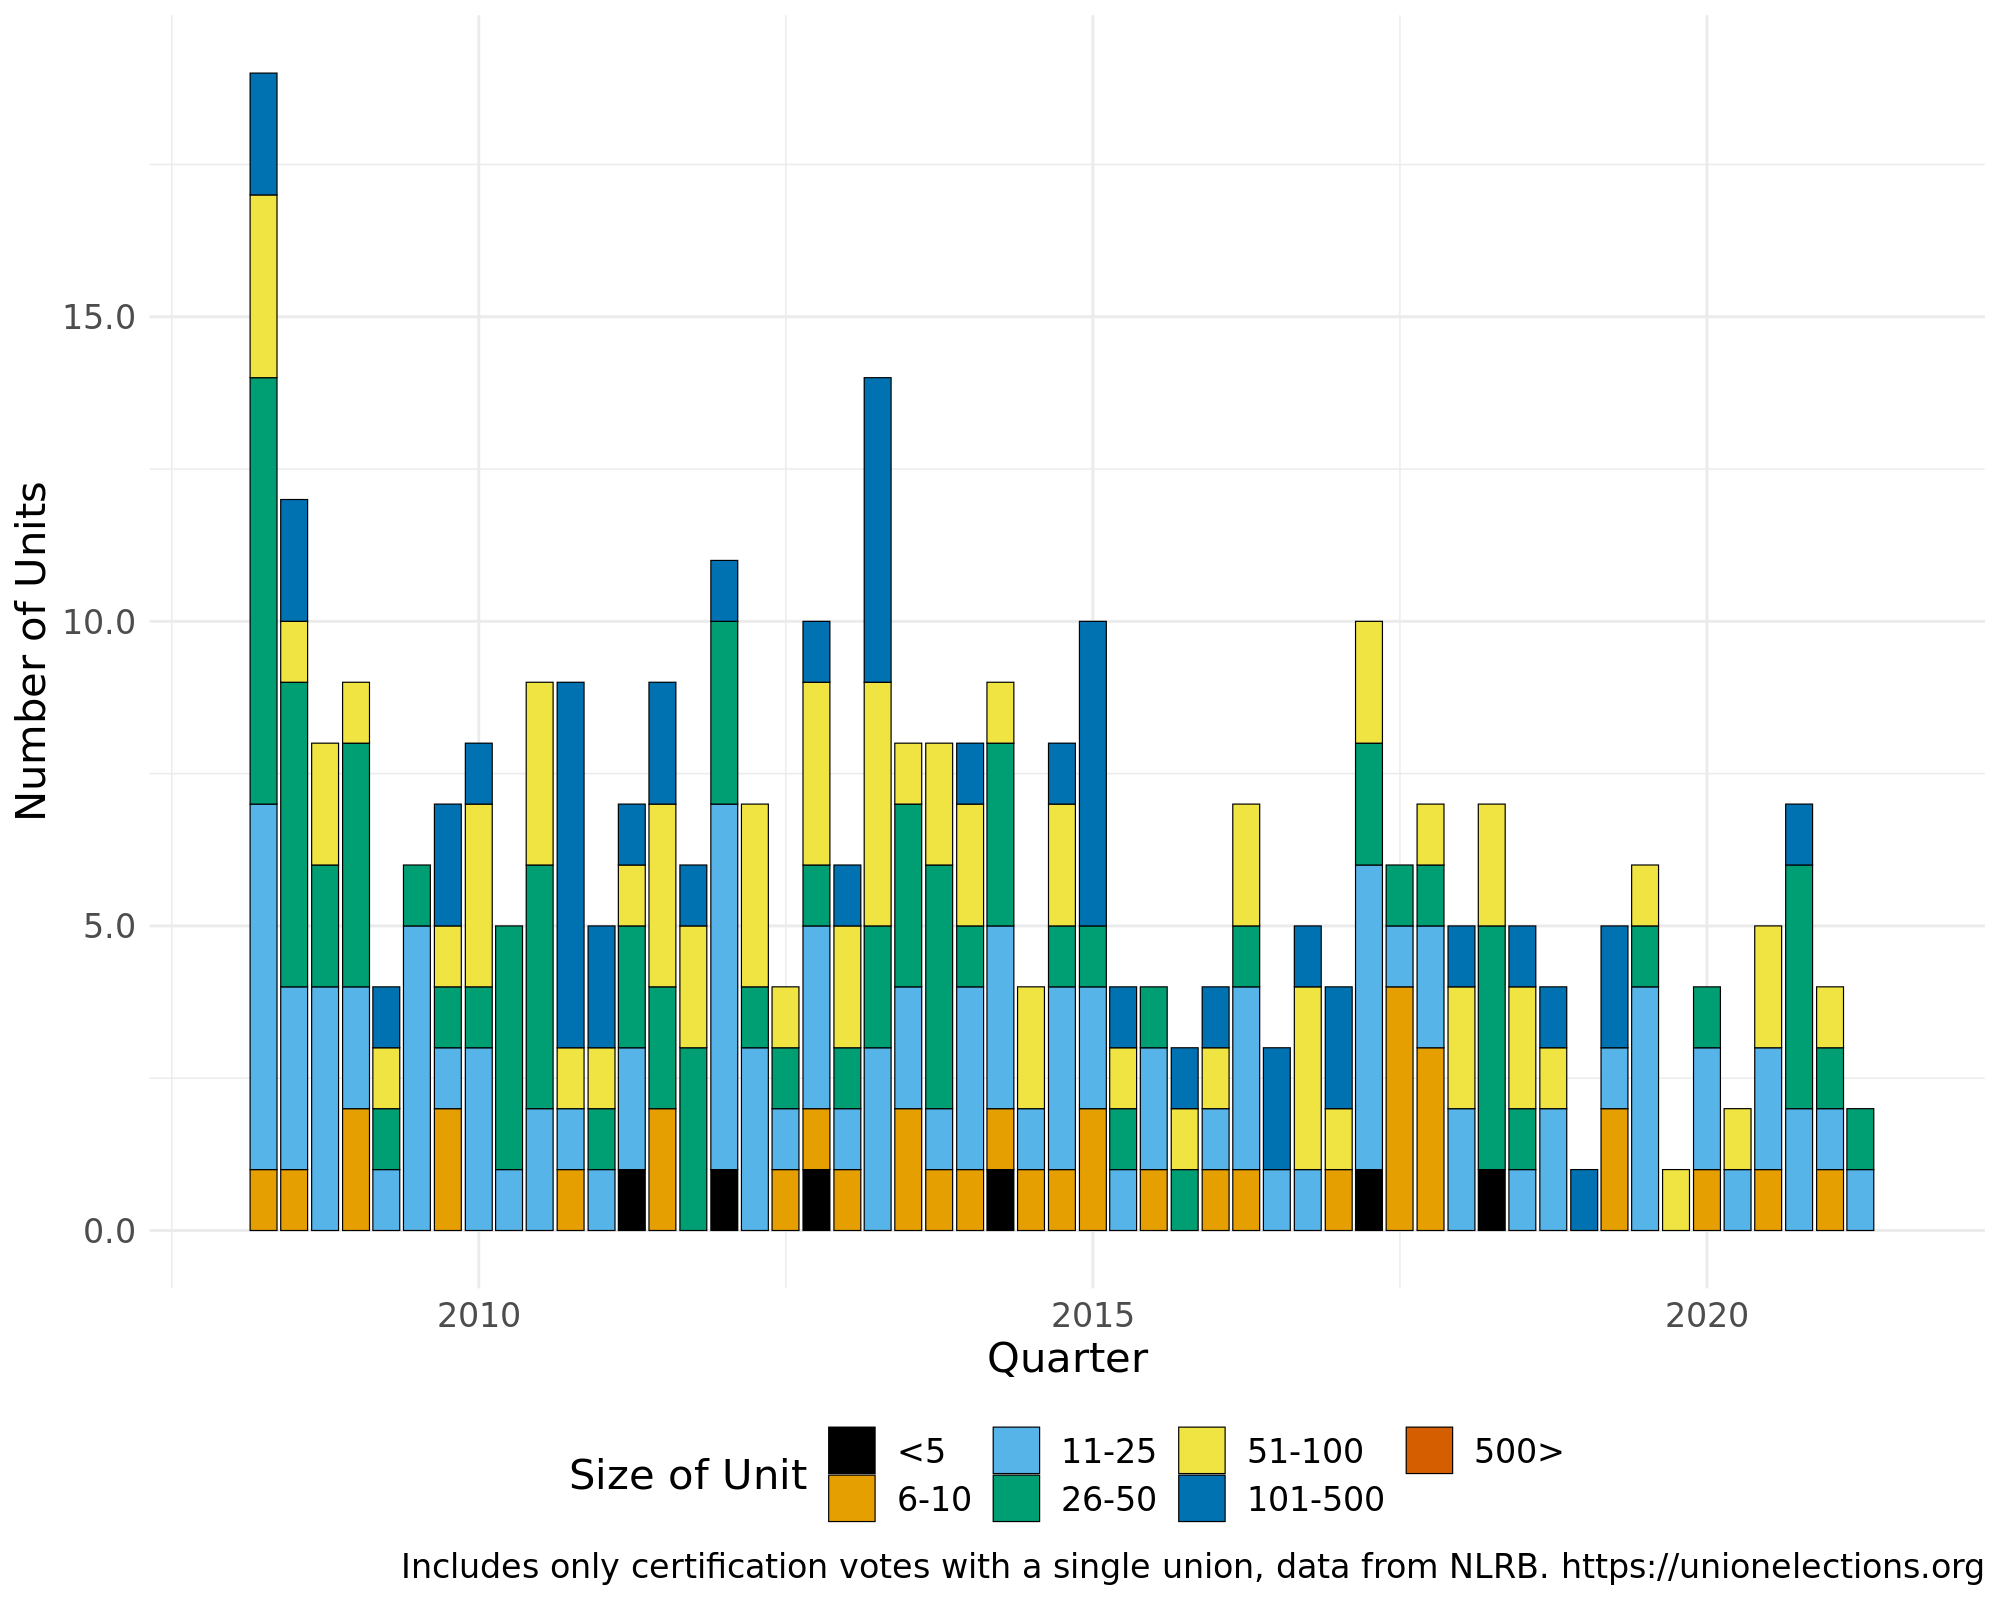 15.0
10.0
5.0
0.0
Number of Units
2010 2015 2020
Quarter
Size of Unit
<5 11-25 51-100 500>
6-10 26-50 101-500
Includes only certification votes with a single union, data from NLRB. https://unionelections.org